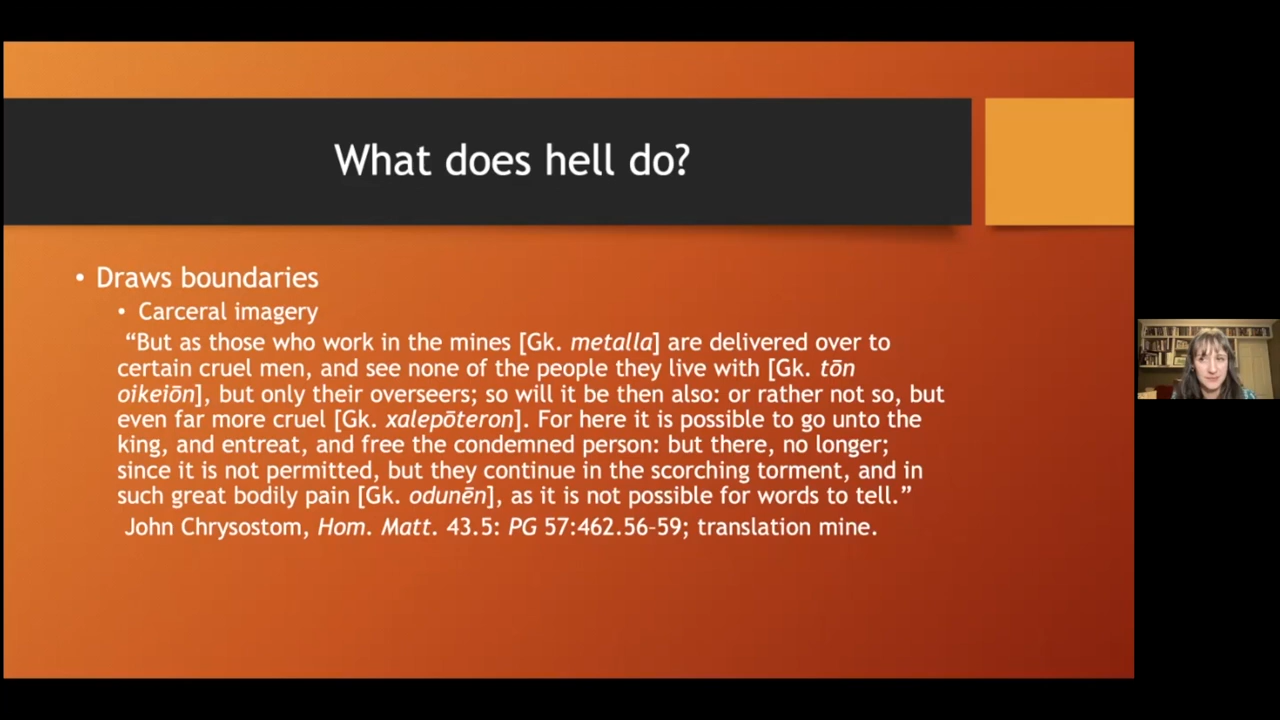 What does hell do?
• Draws boundaries
• Carceral imagery
“But as those who work in the mines [Gk. metalla] are delivered over to
certain cruel men, and see none of the people they live with [Gk. tōn
oikeiōn], but only their overseers; so will it be then also: or rather not so, but
even far more cruel [Gk. xalepōteron]. For here it is possible to go unto the
king, and entreat, and free the condemned person: but there, no longer;
since it is not permitted, but they continue in the scorching torment, and in
such great bodily pain [Gk. odunēn], as it is not possible for words to tell.”
John Chrysostom, Hom. Matt. 43.5: PG 57:462.56–59; translation mine.